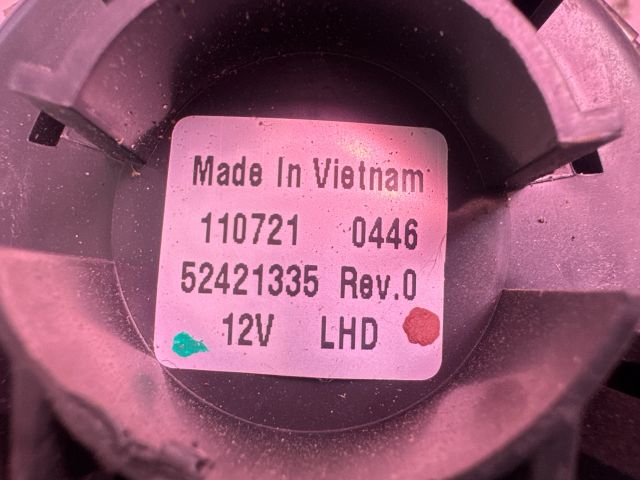 Made In Vietnam
110721 0446
52421335 Rev.0
12V LHD